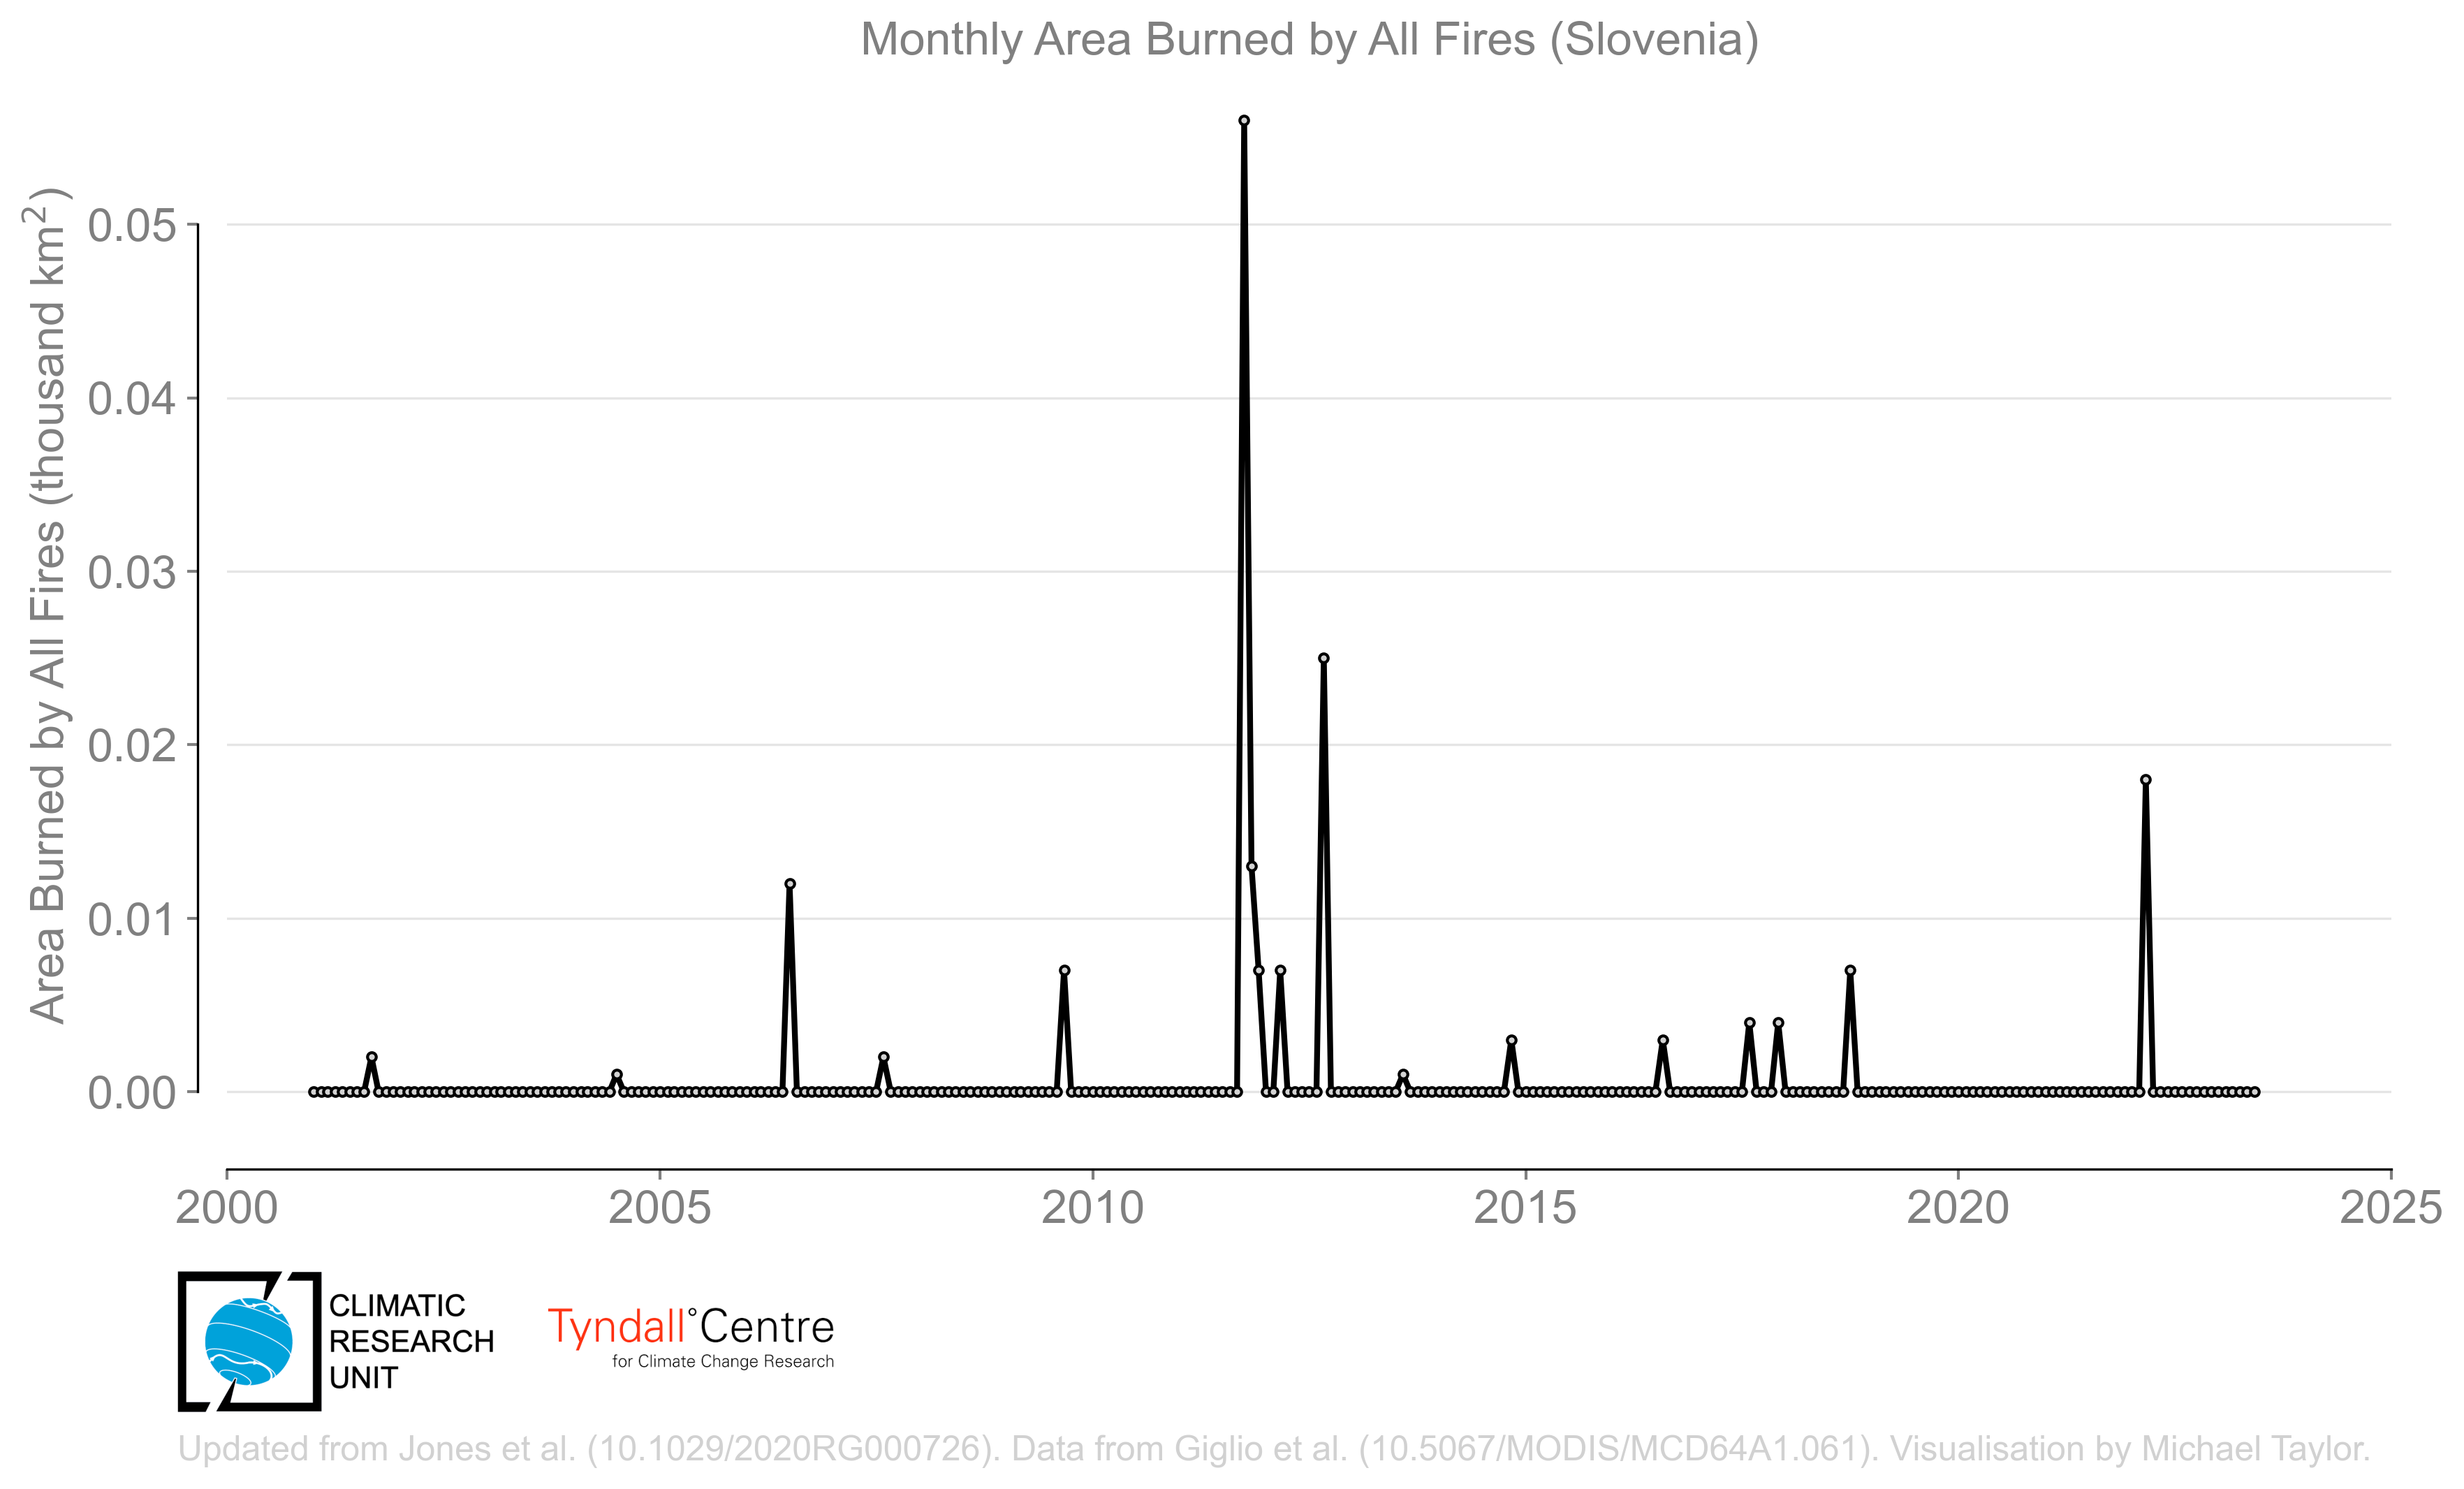 Monthly Area Burned by All Fires (Slovenia)
Area Burned by All Fires (thousand km²)
0.05
0.04
0.03
0.02
0.01
0.00
2000 2005 2010 2015 2020 2025
CLIMATIC
RESEARCH
UNIT
Tyndall°Centre
for Climate Change Research
Updated from Jones et al. (10.1029/2020RG000726). Data from Giglio et al. (10.5067/MODIS/MCD64A1.061). Visualisation by Michael Taylor.